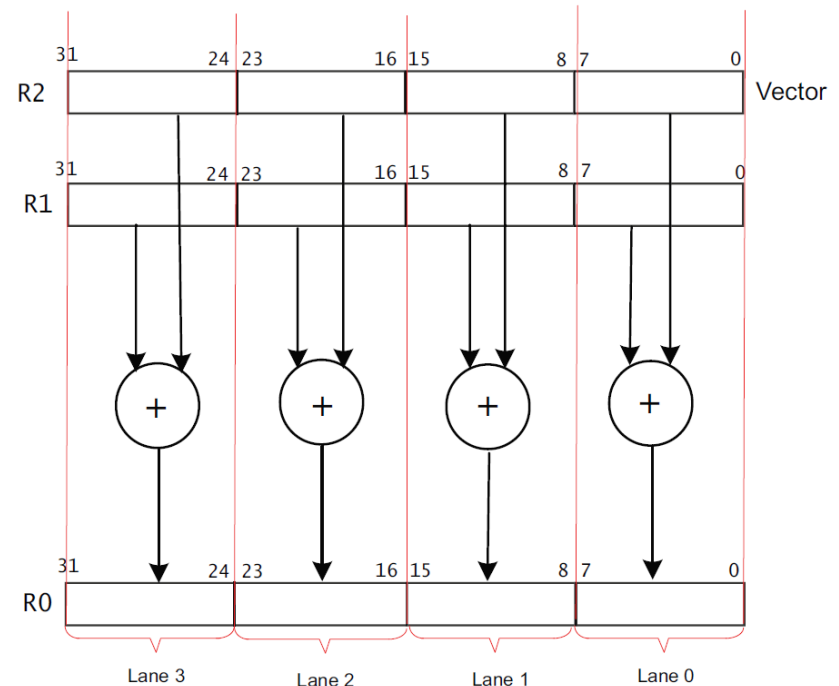 31 24 23 16 15 8 7 0
R2 Vector
31 24 23 16 15 8 7 0
R1
+ + + +
31 24 23 16 15 8 7 0
R0
Lane 3 Lane 2 Lane 1 Lane 0